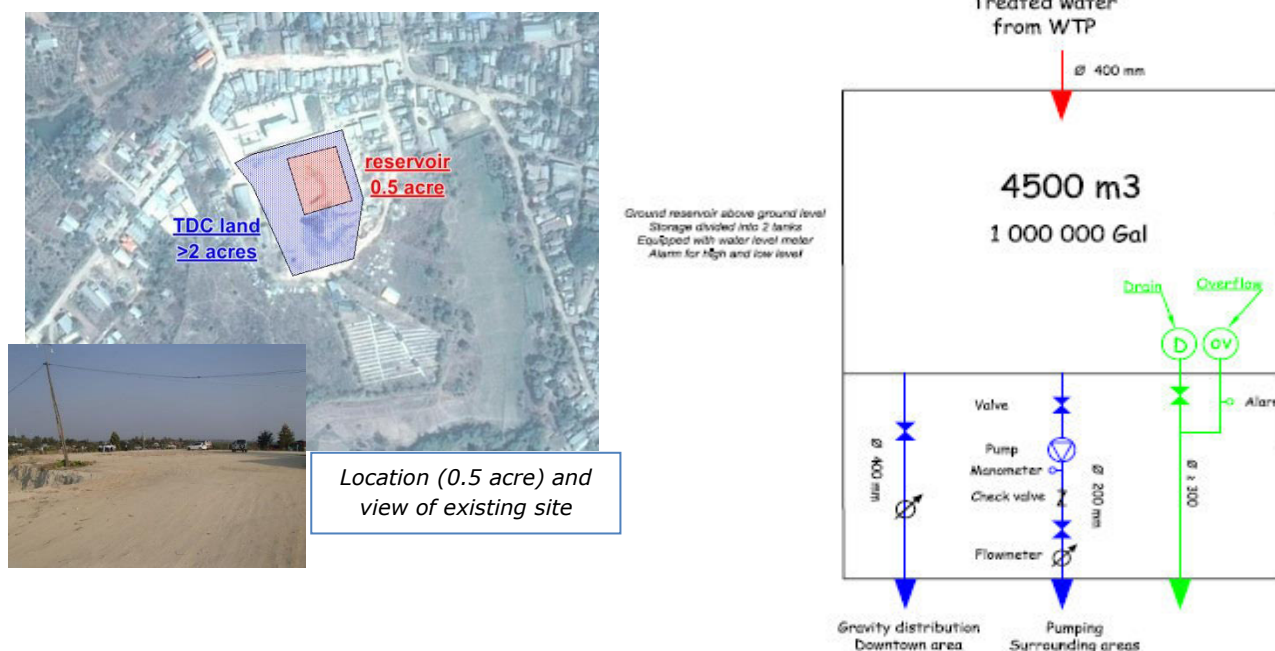 reservoir
0.5 acre
TDC land
>2 acres
Location (0.5 acre) and
view of existing site
Treated water
from WTP
Ø 400 mm
Ground reservoir above ground level
Storage divided into 2 tanks
Equipped with water level meter
Alarm for high and low level
4500 m3
1 000 000 Gal
Drain
Overflow
D
OV
Valve
Alarm
Pump
Manometer
Check valve
Flowmeter
Ø 400 mm
Ø 200 mm
Ø ≥ 300
Gravity distribution
Downtown area
Pumping
Surrounding areas